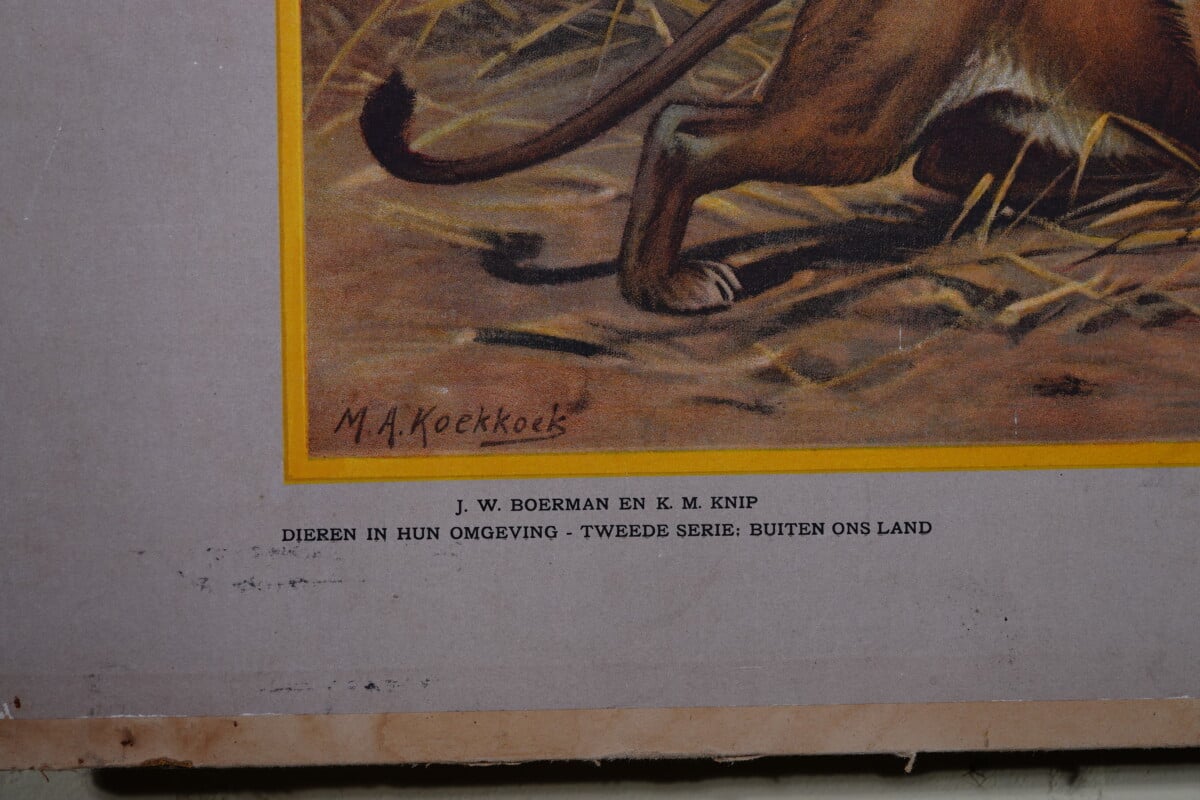 M. A. Koekkoek
J. W. BOERMAN EN K. M. KNIP
DIEREN IN HUN OMGEVING - TWEEDE SERIE: BUITEN ONS LAND